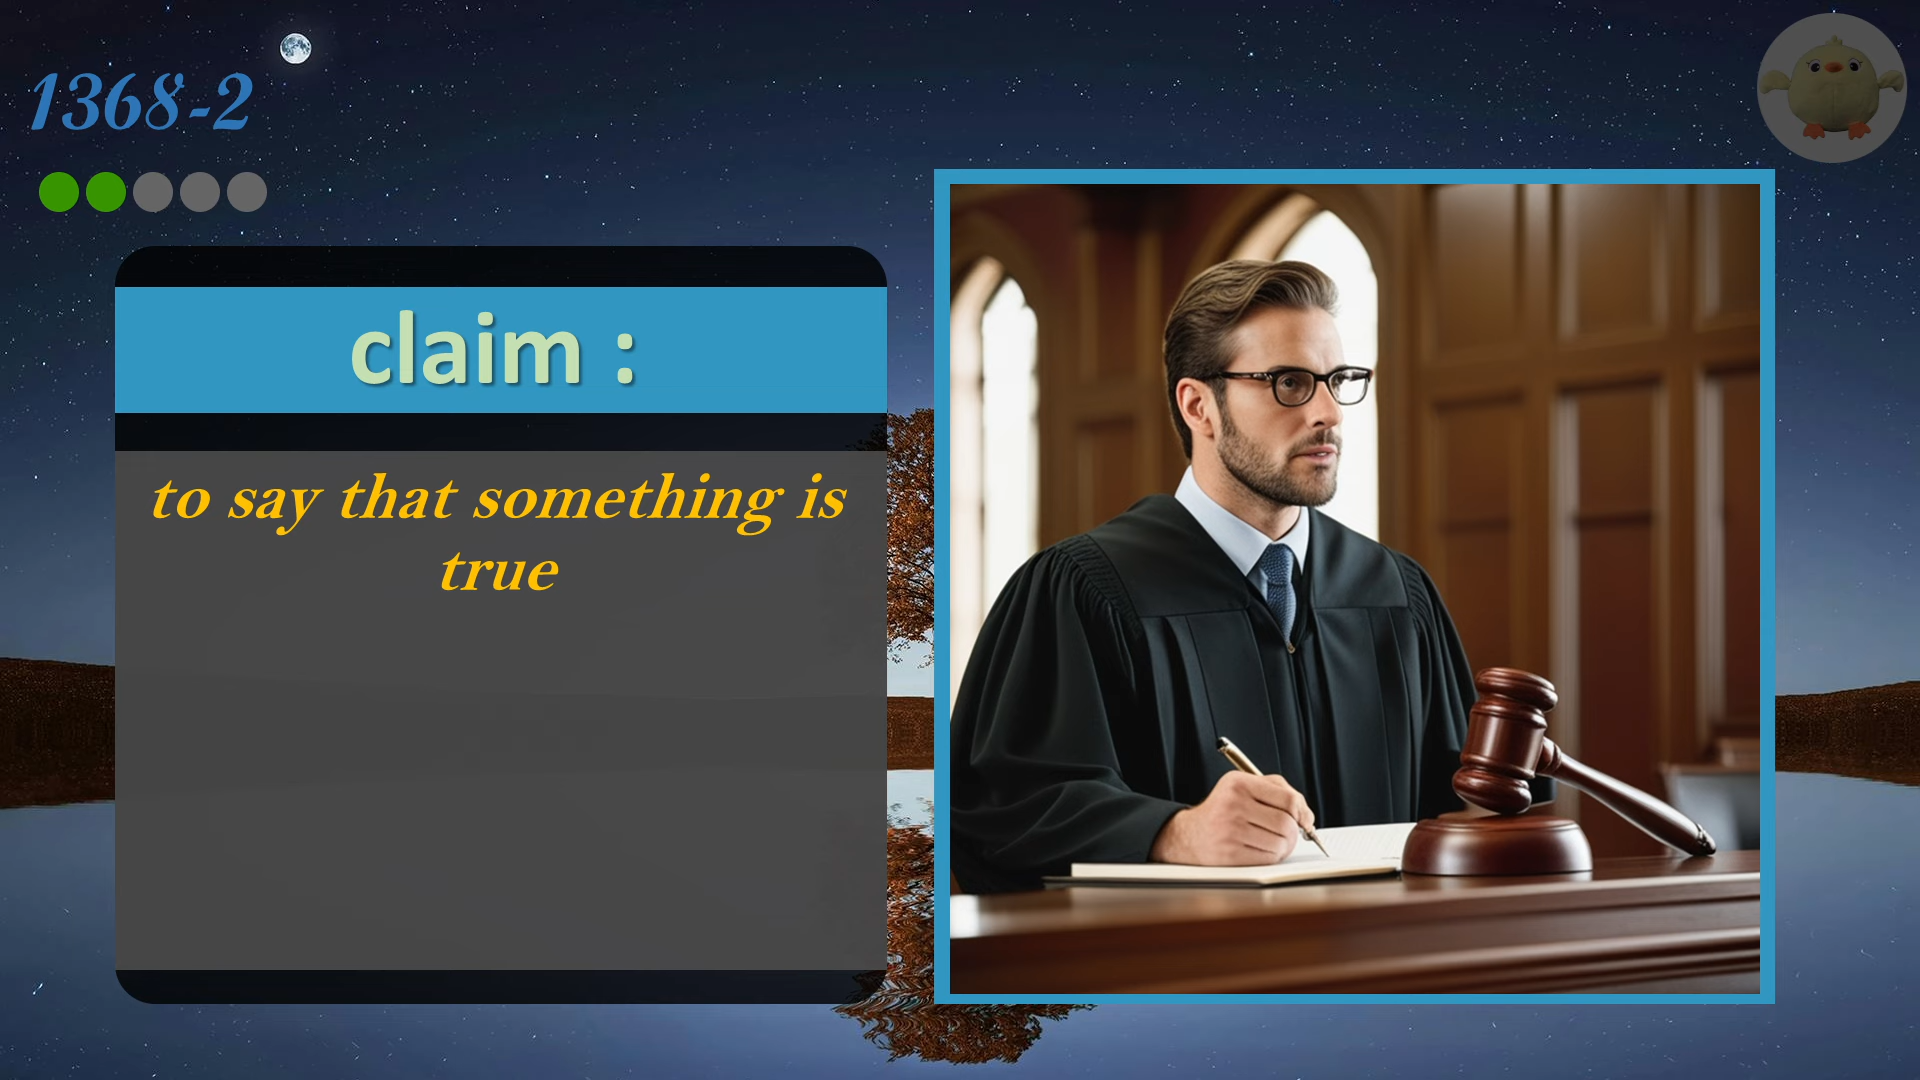 1368-2
claim :
to say that something is
true